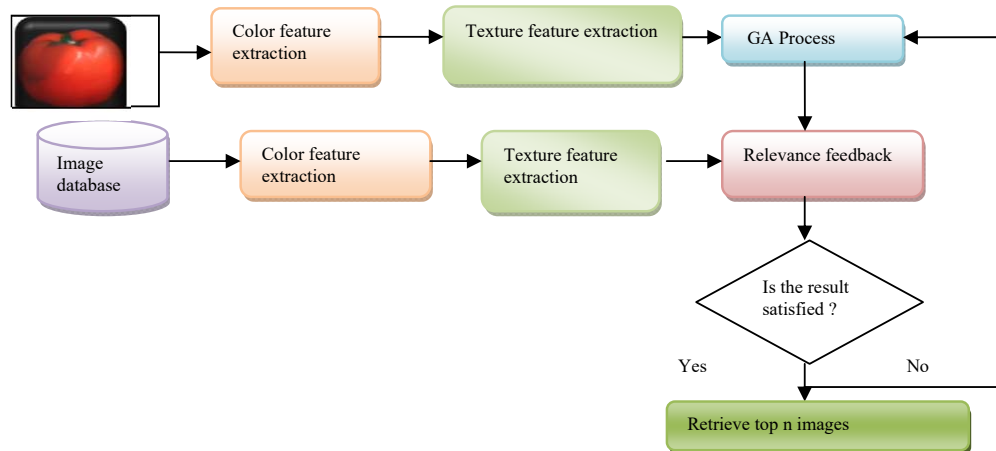 Color feature
extraction
Texture feature extraction
GA Process
Image
database
Color feature
extraction
Texture feature
extraction
Relevance feedback
Is the result
satisfied ?
Yes
No
Retrieve top n images